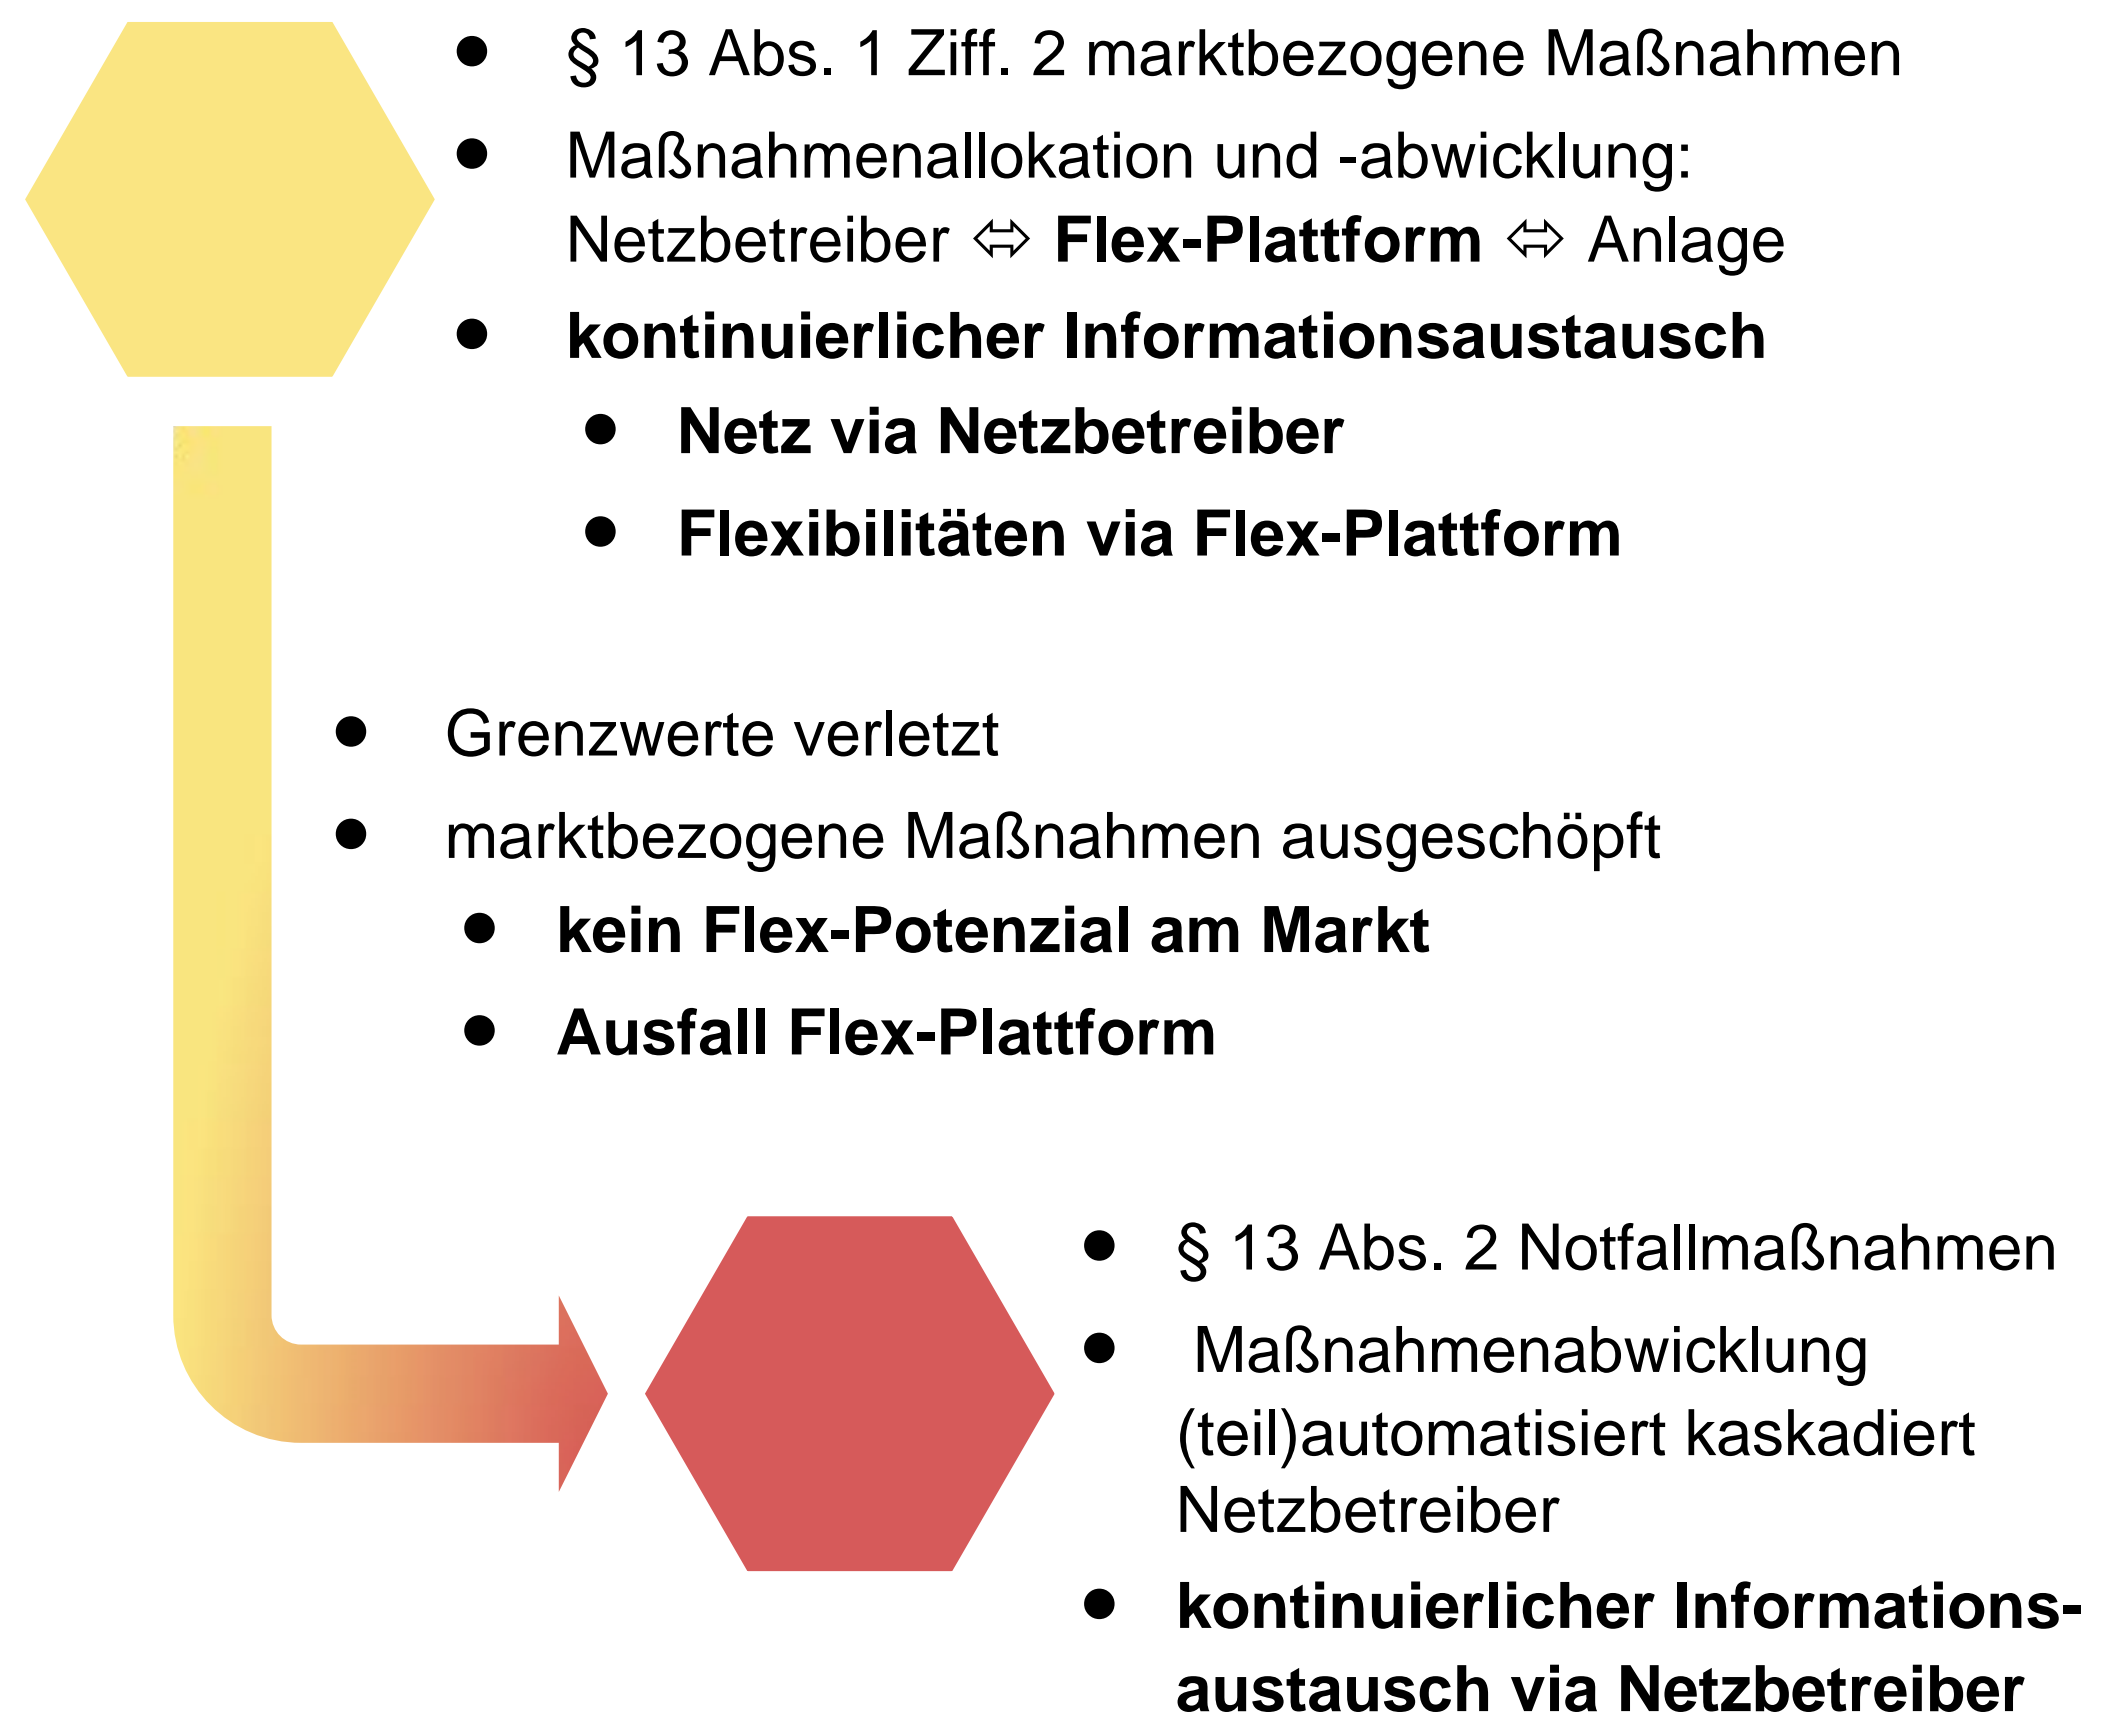 ● § 13 Abs. 1 Ziff. 2 marktbezogene Maßnahmen
● Maßnahmenallokation und -abwicklung:
Netzbetreiber ⬄ Flex-Plattform ⬄ Anlage
● kontinuierlicher Informationsaustausch
● Netz via Netzbetreiber
● Flexibilitäten via Flex-Plattform
● Grenzwerte verletzt
● marktbezogene Maßnahmen ausgeschöpft
● kein Flex-Potenzial am Markt
● Ausfall Flex-Plattform
● § 13 Abs. 2 Notfallmaßnahmen
● Maßnahmenabwicklung
(teil)automatisiert kaskadiert
Netzbetreiber
● kontinuierlicher Informations-
austausch via Netzbetreiber